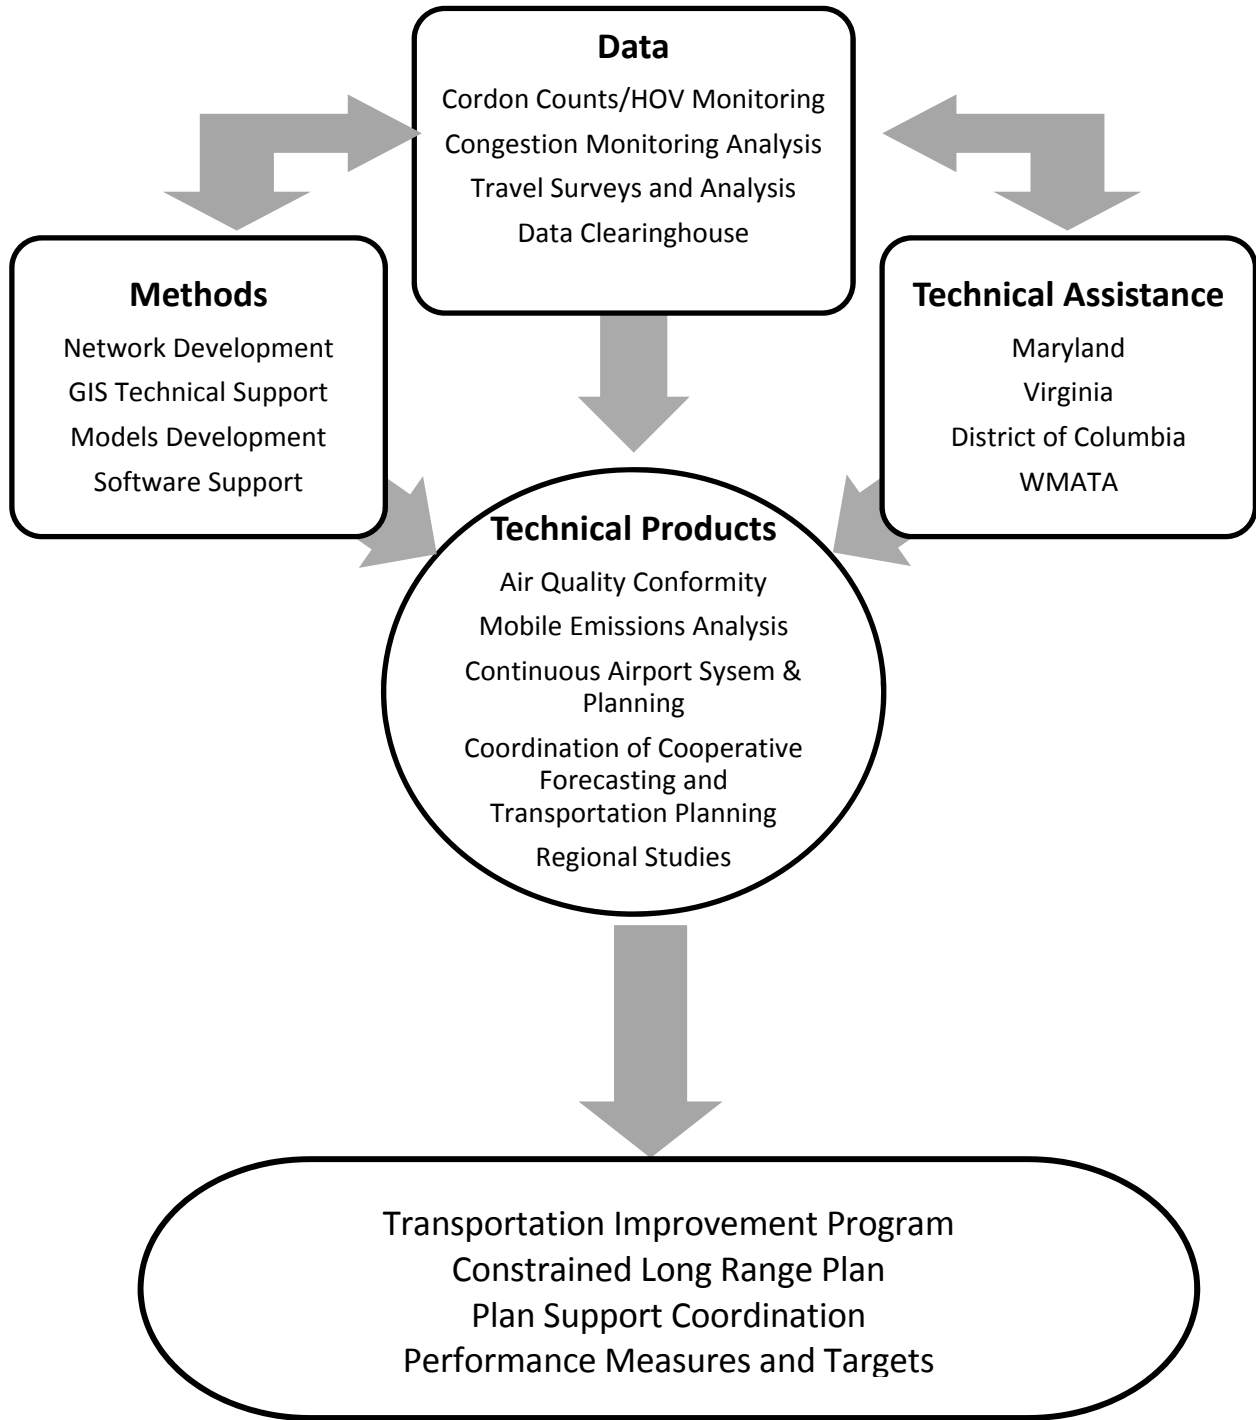 Data
Cordon Counts/HOV Monitoring
Congestion Monitoring Analysis
Travel Surveys and Analysis
Data Clearinghouse
Methods
Network Development
GIS Technical Support
Models Development
Software Support
Technical Assistance
Maryland
Virginia
District of Columbia
WMATA
Technical Products
Air Quality Conformity
Mobile Emissions Analysis
Continuous Airport Sysem &
Planning
Coordination of Cooperative
Forecasting and
Transportation Planning
Regional Studies
Transportation Improvement Program
Constrained Long Range Plan
Plan Support Coordination
Performance Measures and Targets